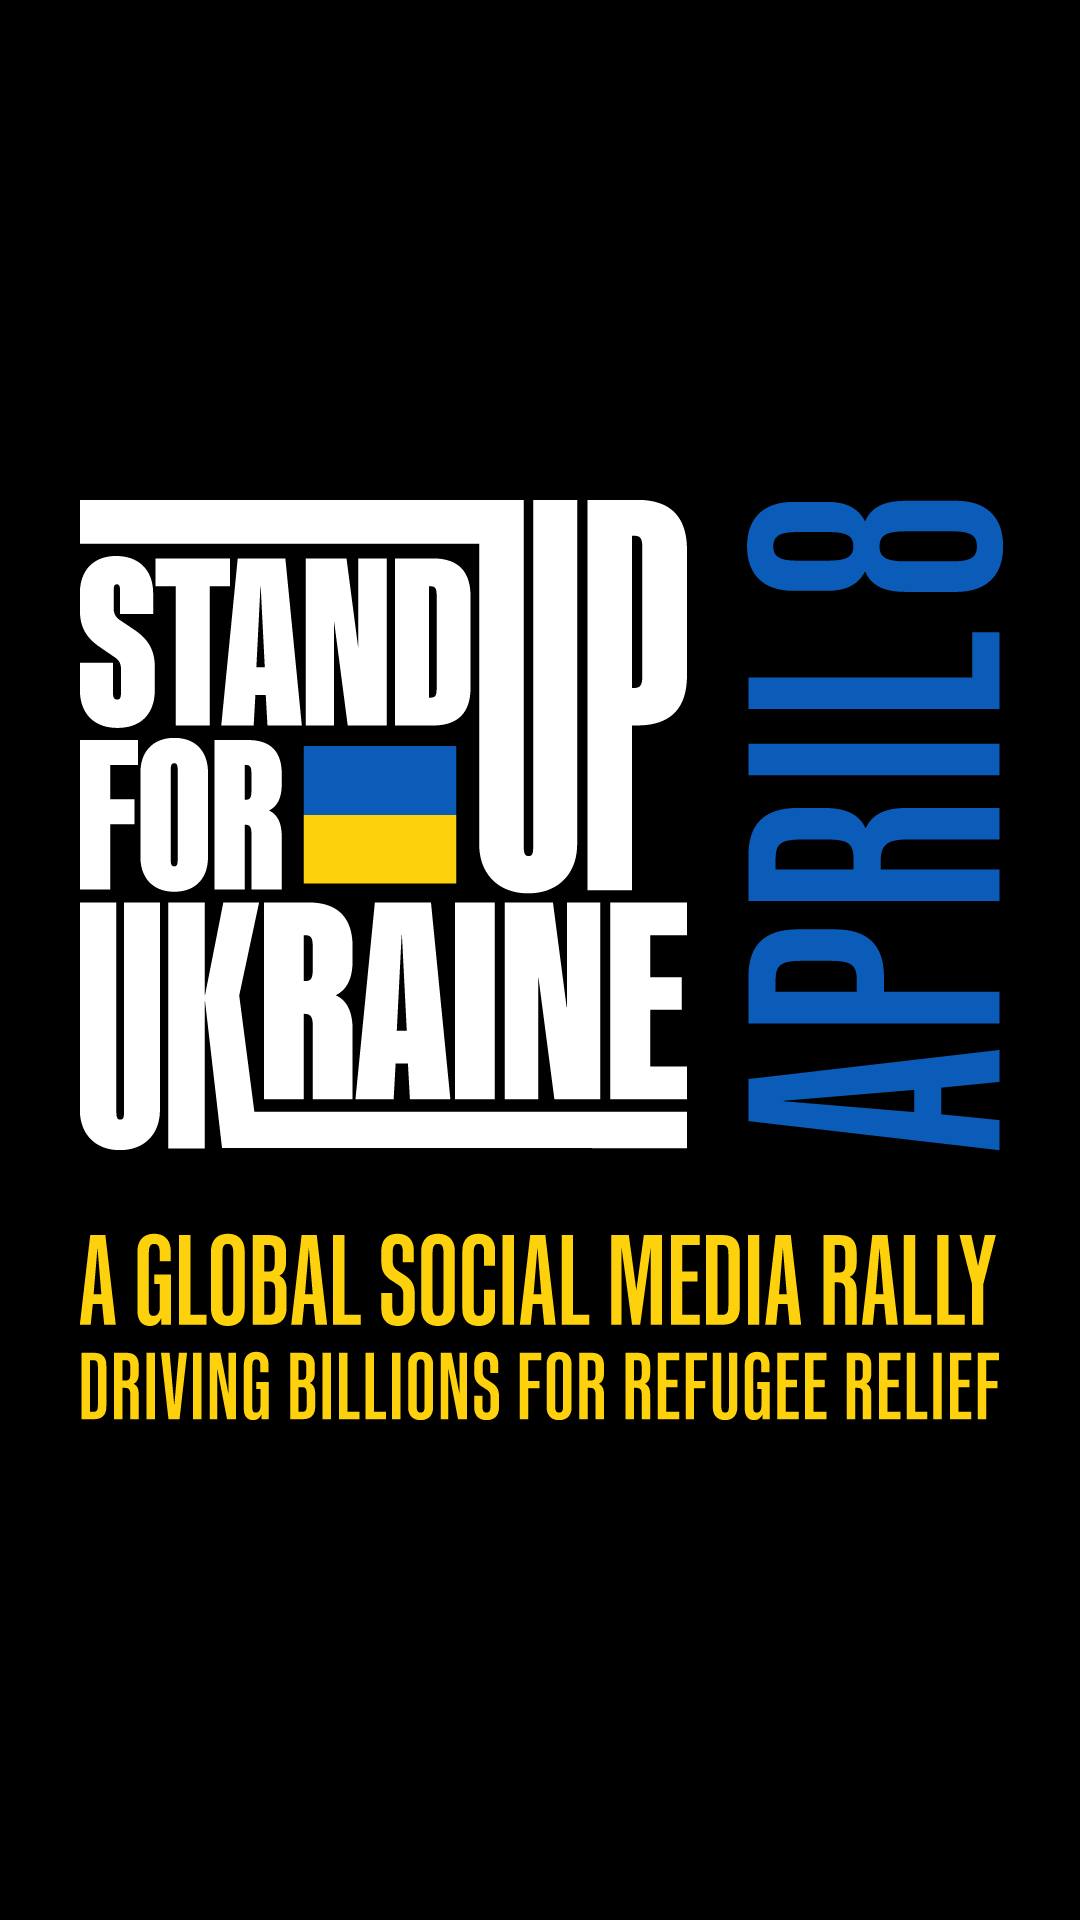 STAND UP
FOR
UKRAINE
APRIL 8
A GLOBAL SOCIAL MEDIA RALLY
DRIVING BILLIONS FOR REFUGEE RELIEF